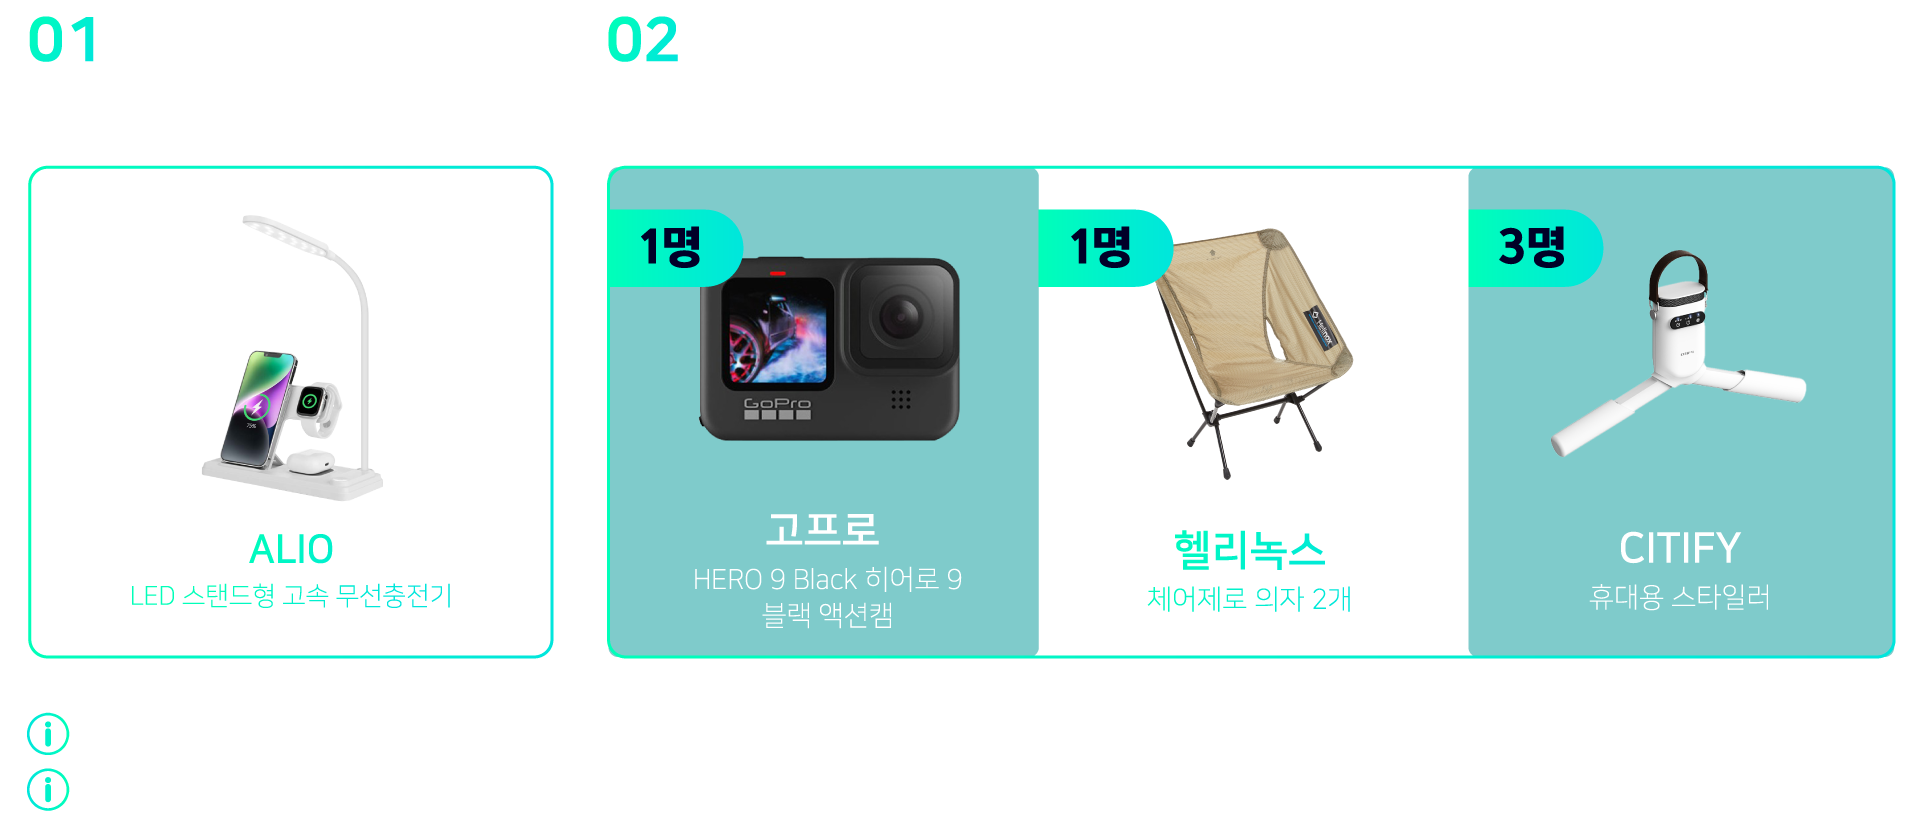 01
02
ALIO
LED 스탠드형 고속 무선충전기
1명
GoPro
고프로
HERO 9 Black 히어로 9
블랙 액션캠
1명
Helinox
헬리녹스
체어제로 의자 2개
3명
CITIFY
휴대용 스타일러